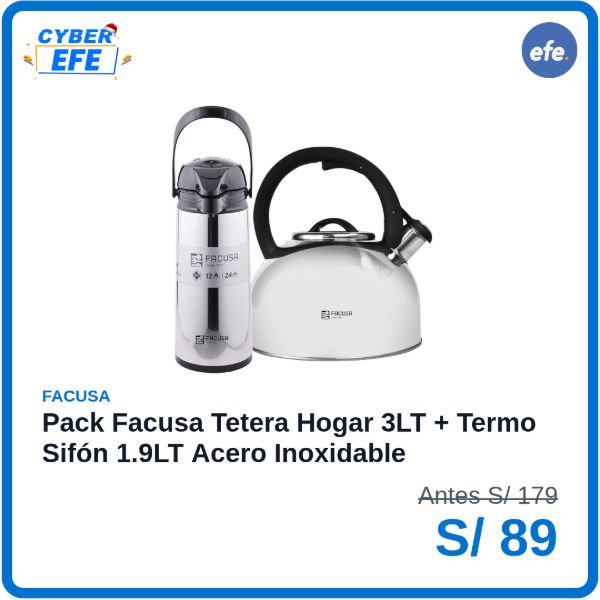 CYBER
EFE
efe.
FACUSA
12 24
FACUSA
FACUSA
FACUSA
Pack Facusa Tetera Hogar 3LT + Termo
Sifón 1.9LT Acero Inoxidable
Antes S/ 179
S/ 89